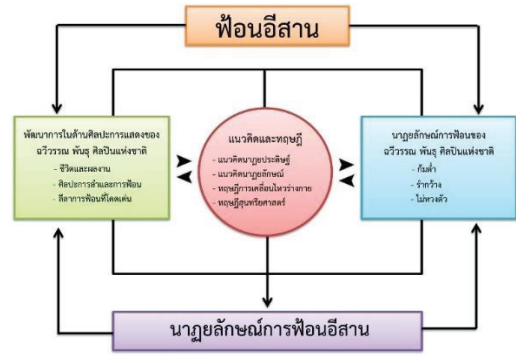 ฟ้อนอีสาน
พัฒนาการในด้านศิลปะการแสดงของ
ฉวีวรรณ พันธุ ศิลปินแห่งชาติ
- ชีวิตและผลงาน
- ศิลปะการลำและการฟ้อน
- ลีลาการฟ้อนที่โดดเด่น
แนวคิดและทฤษฎี
- แนวคิดนาฏยประดิษฐ์
- แนวคิดนาฏยลักษณ์
- ทฤษฎีการเคลื่อนไหวร่างกาย
- ทฤษฎีสุนทรียศาสตร์
นาฏยลักษณ์การฟ้อนของ
ฉวีวรรณ พันธุ ศิลปินแห่งชาติ
- ก้มต่ำ
- รำกว้าง
- ไม่หวงตัว
นาฏยลักษณ์การฟ้อนอีสาน